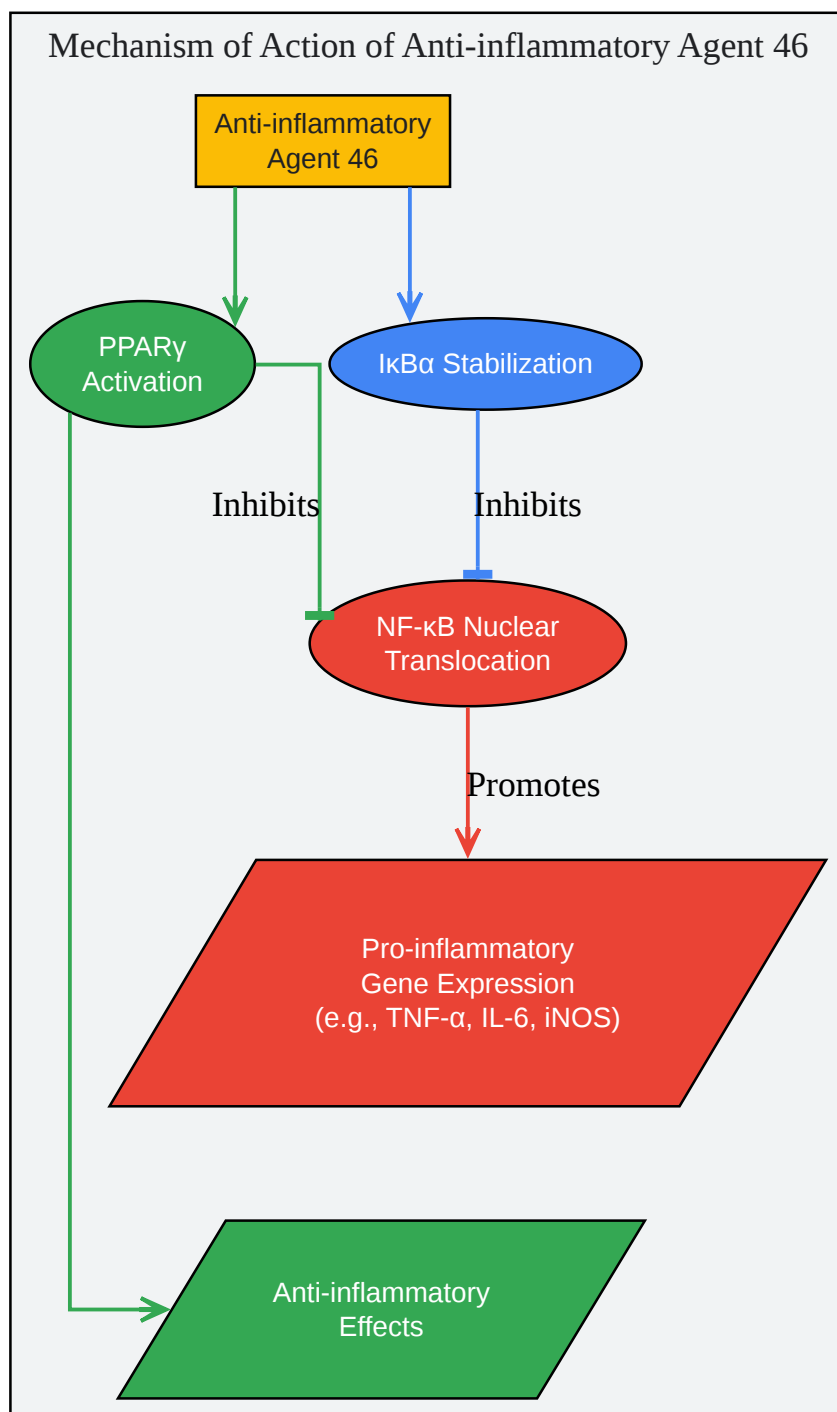 Mechanism of Action of Anti-inflammatory Agent 46
Anti-inflammatory
Agent 46
PPARγ
Activation
IκBα Stabilization
Inhibits
Inhibits
NF-κB Nuclear
Translocation
Promotes
Pro-inflammatory
Gene Expression
(e.g., TNF-α, IL-6, iNOS)
Anti-inflammatory
Effects